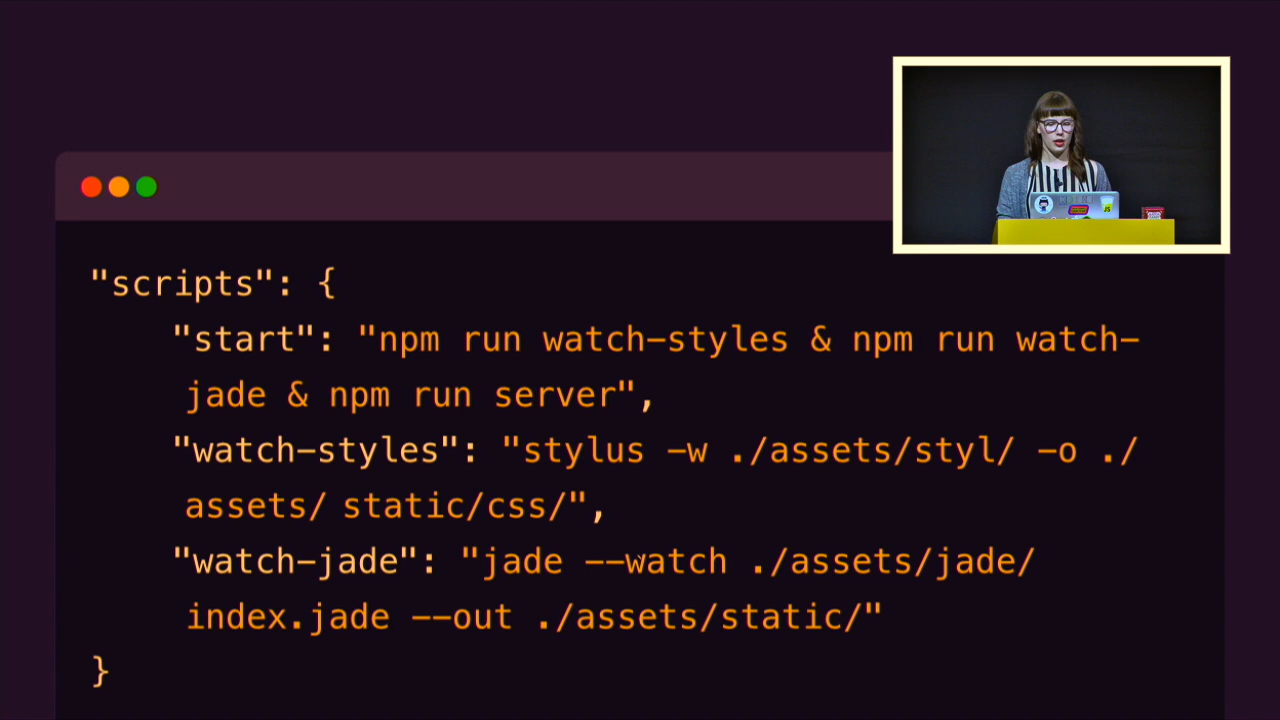 "scripts": {
"start": "npm run watch-styles & npm run watch-
jade & npm run server",
"watch-styles": "stylus -w ./assets/styl/ -o ./
assets/ static/css/",
"watch-jade": "jade --watch ./assets/jade/
index.jade --out ./assets/static/"
}
JS